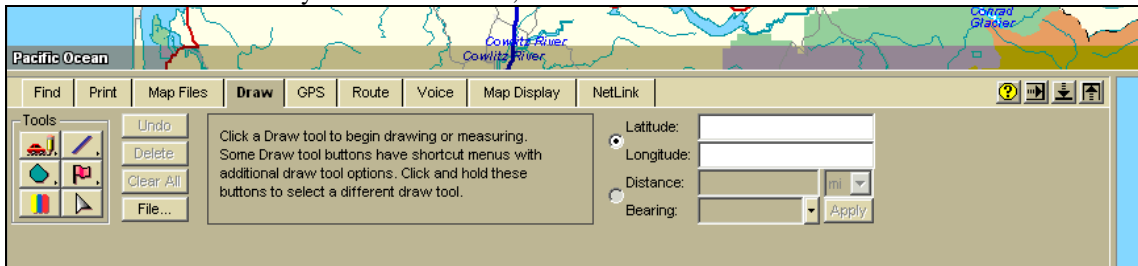 Conrad
Glacier
Cowlitz River
Cowlitz River
Pacific Ocean
Find Print Map Files Draw GPS Route Voice Map Display NetLink
?
Tools
Undo
Delete
Clear All
File...
Click a Draw tool to begin drawing or measuring.
Some Draw tool buttons have shortcut menus with
additional draw tool options. Click and hold these
buttons to select a different draw tool.
Latitude:
Longitude:
Distance:
mi
Bearing:
Apply